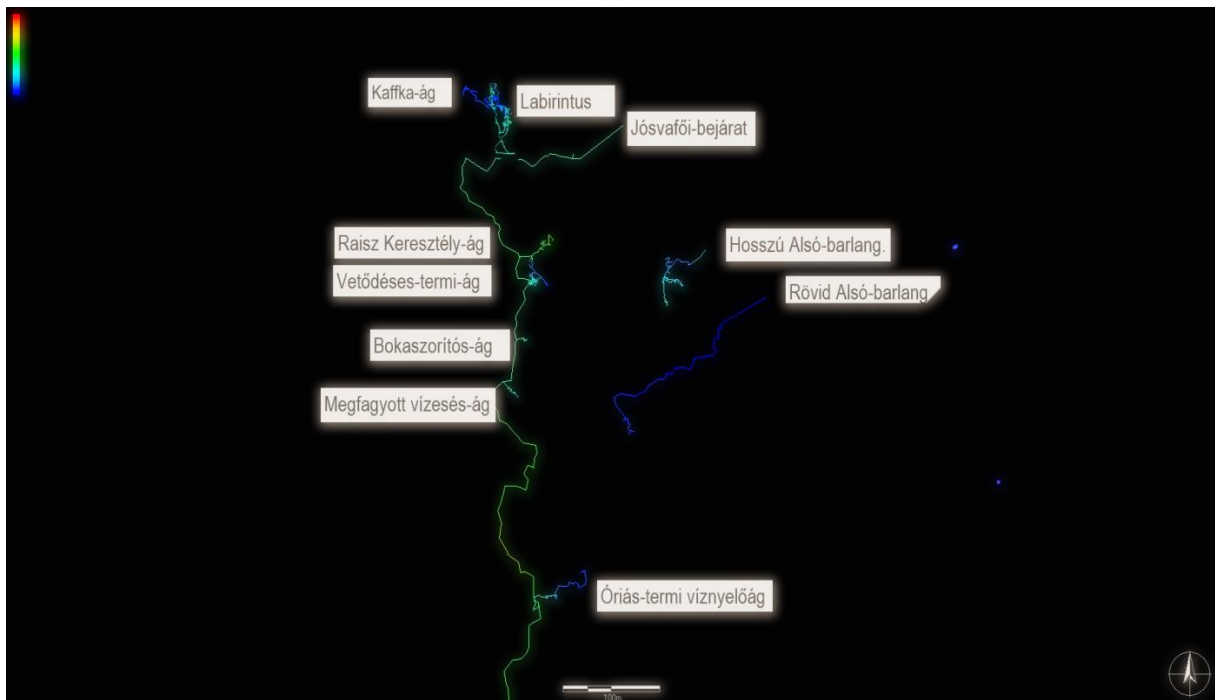 Kaffka-ág
Labirintus
Jósvafői-bejárat
Raisz Keresztély-ág
Hosszú Alsó-barlang.
Vetődéses-termi-ág
Rövid Alsó-barlang
Bokaszorítós-ág
Megfagyott vízesés-ág
Óriás-termi víznyelőág
100m